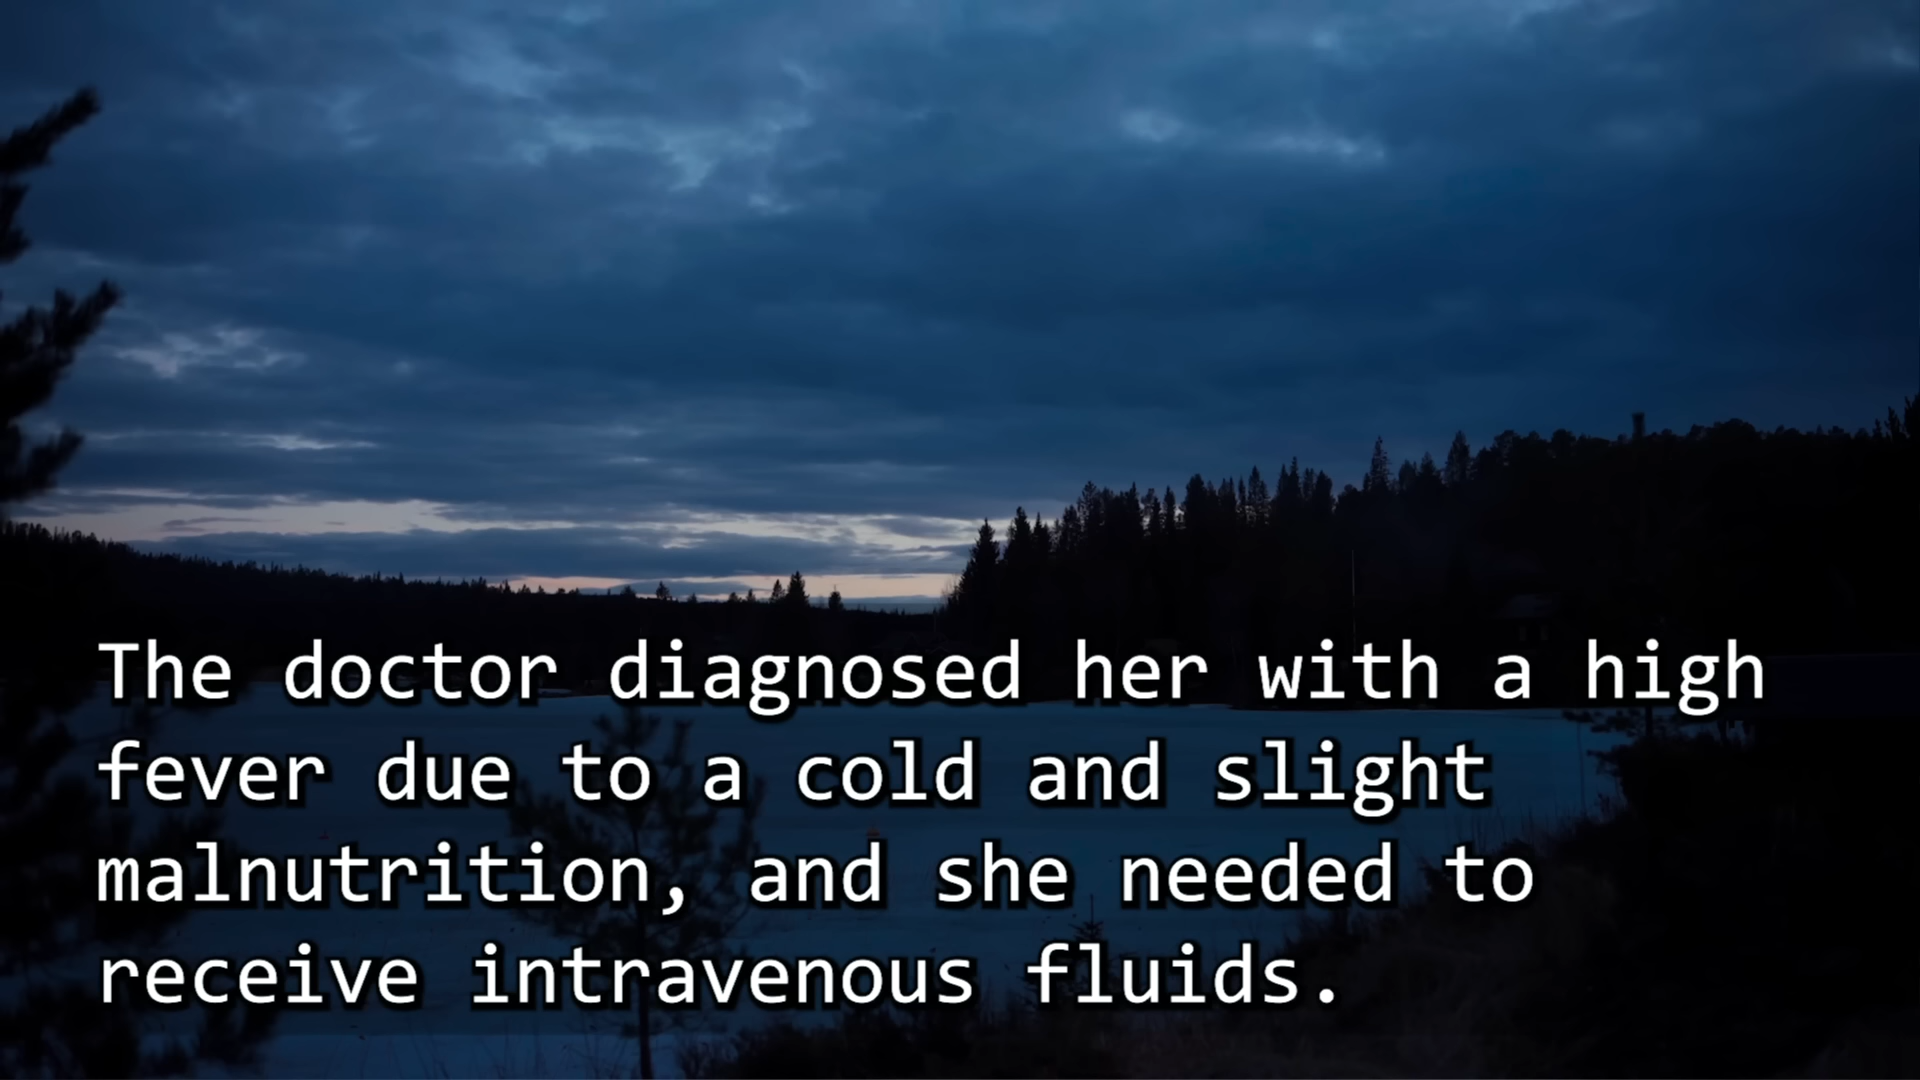 The doctor diagnosed her with a high
fever due to a cold and slight
malnutrition, and she needed to
receive intravenous fluids.